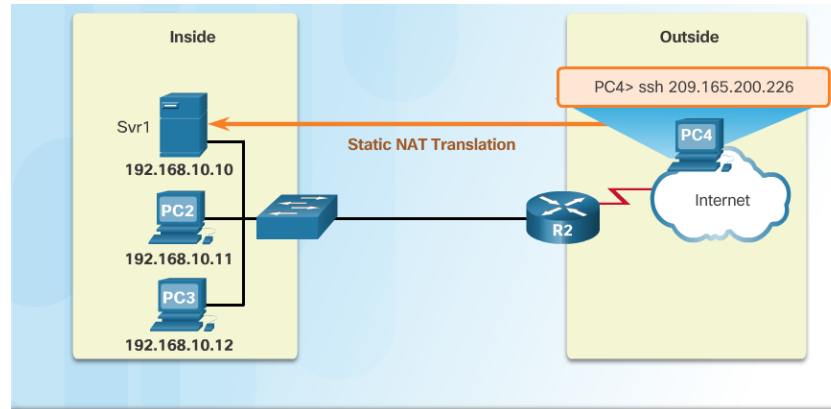 Inside
Outside
PC4> ssh 209.165.200.226
Svr1
Static NAT Translation
PC4
192.168.10.10
PC2
Internet
R2
192.168.10.11
PC3
192.168.10.12